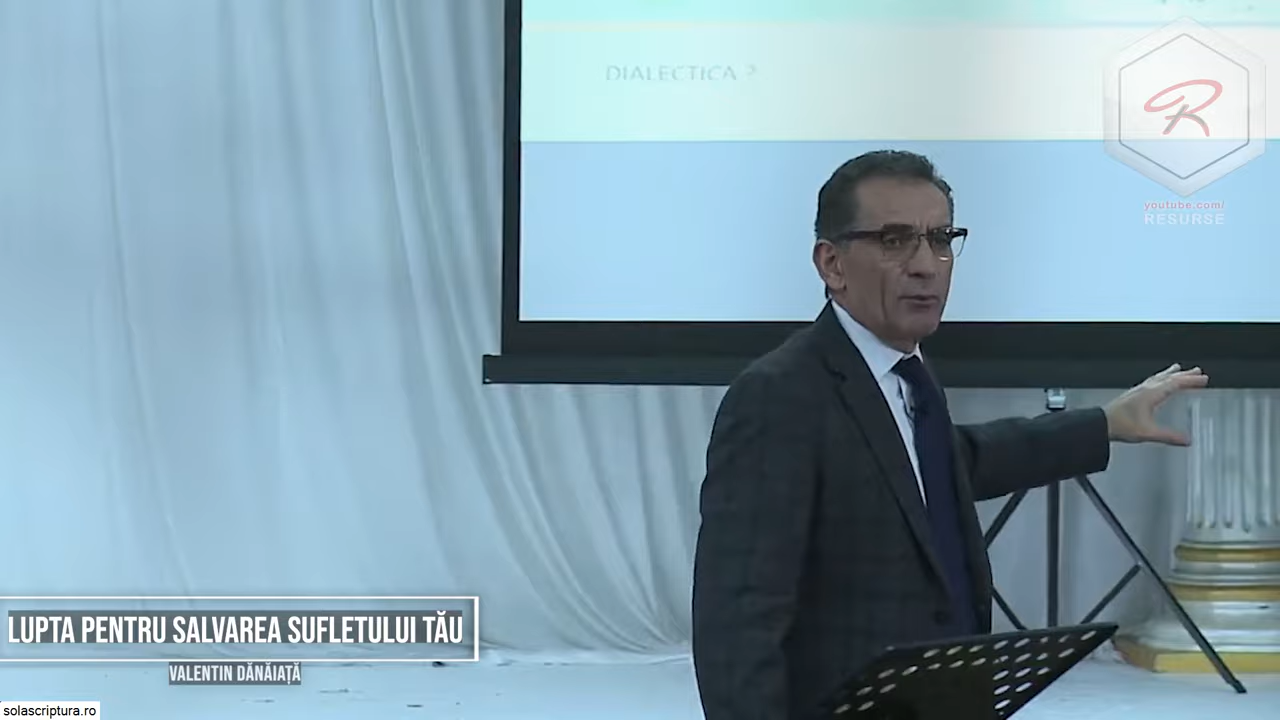 DIALECTICA ?
R
youtube.com/
RESURSE
LUPTA PENTRU SALVAREA SUFLETULUI TĂU
VALENTIN DĂNĂIAȚĂ
solascriptura.ro